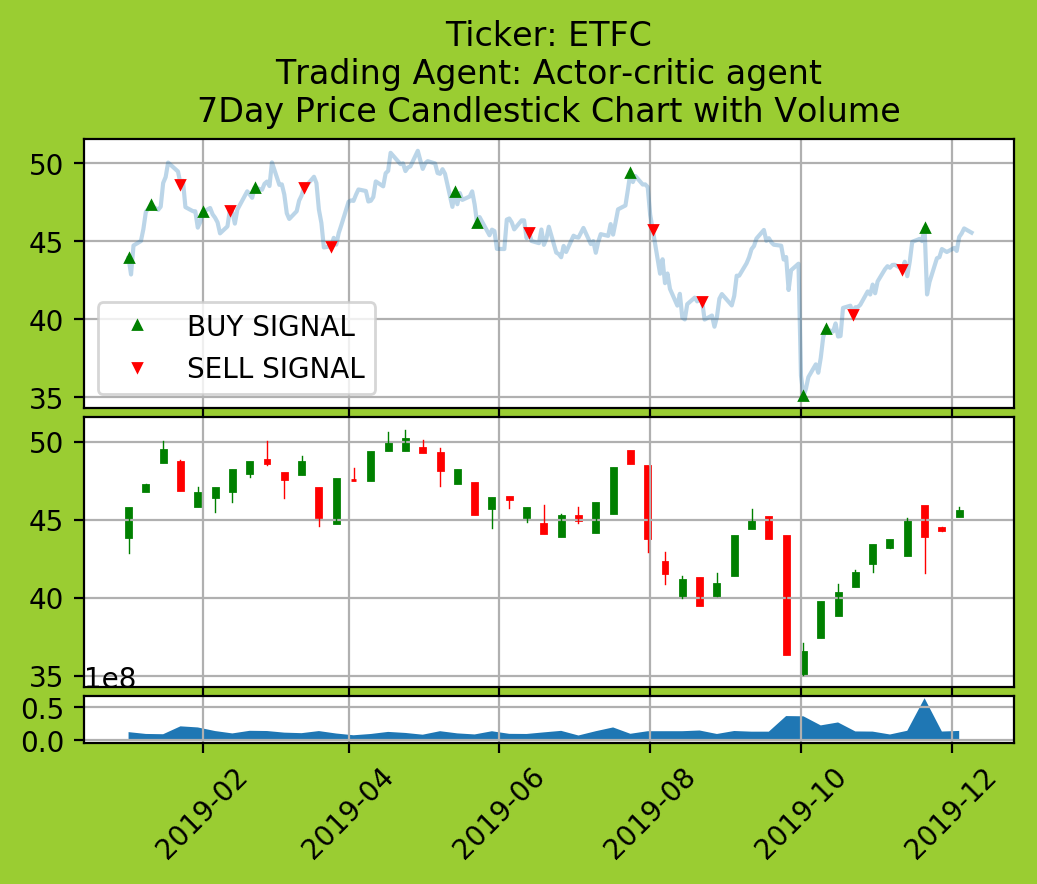 Ticker: ETFC
Trading Agent: Actor-critic agent
7Day Price Candlestick Chart with Volume
50
45
40
35
BUY SIGNAL
SELL SIGNAL
50
45
40
35
1e8
0.5
0.0
2019-02
2019-04
2019-06
2019-08
2019-10
2019-12